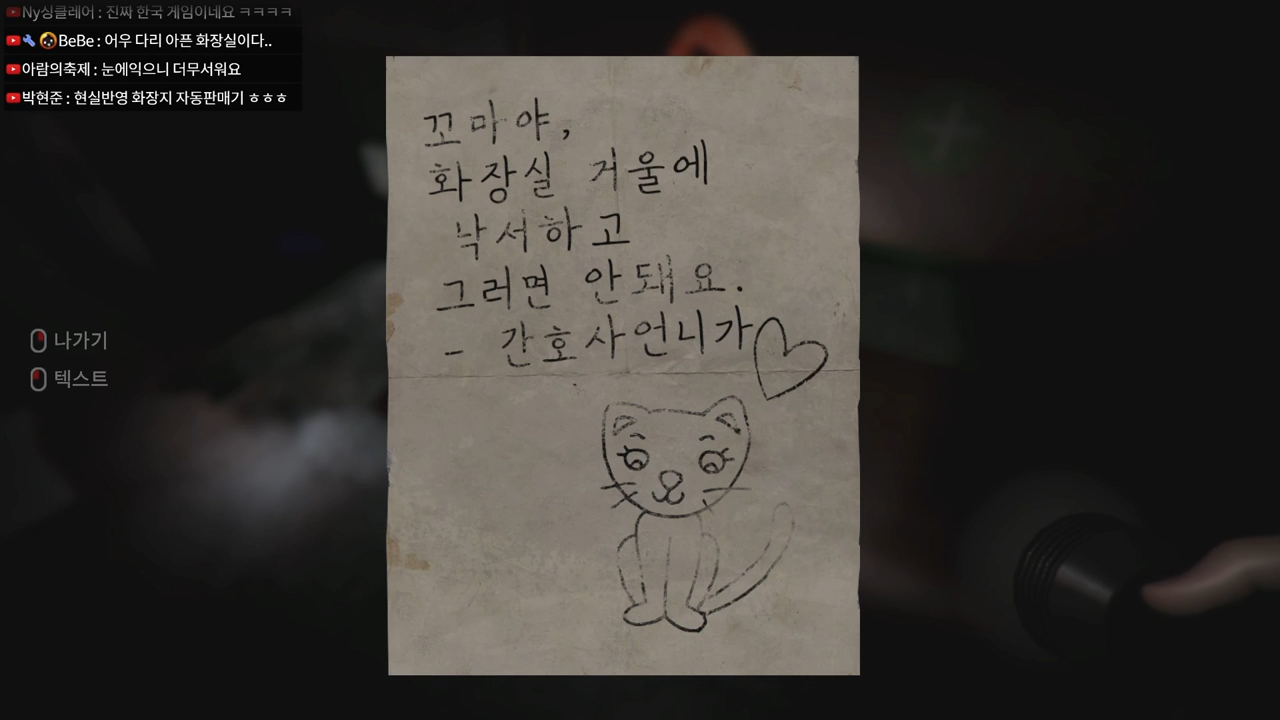 Ny싱클레어 : 진짜 한국 게임이네요 ㅋㅋㅋㅋ
BeBe : 어우 다리 아픈 화장실이다..
아람의축제 : 눈에익으니 더무서워요
박현준 : 현실반영 화장지 자동판매기 ㅎㅎㅎ
꼬마야,
화장실 거울에
낙서하고
그러면 안돼요.
- 간호사언니가
나가기
텍스트